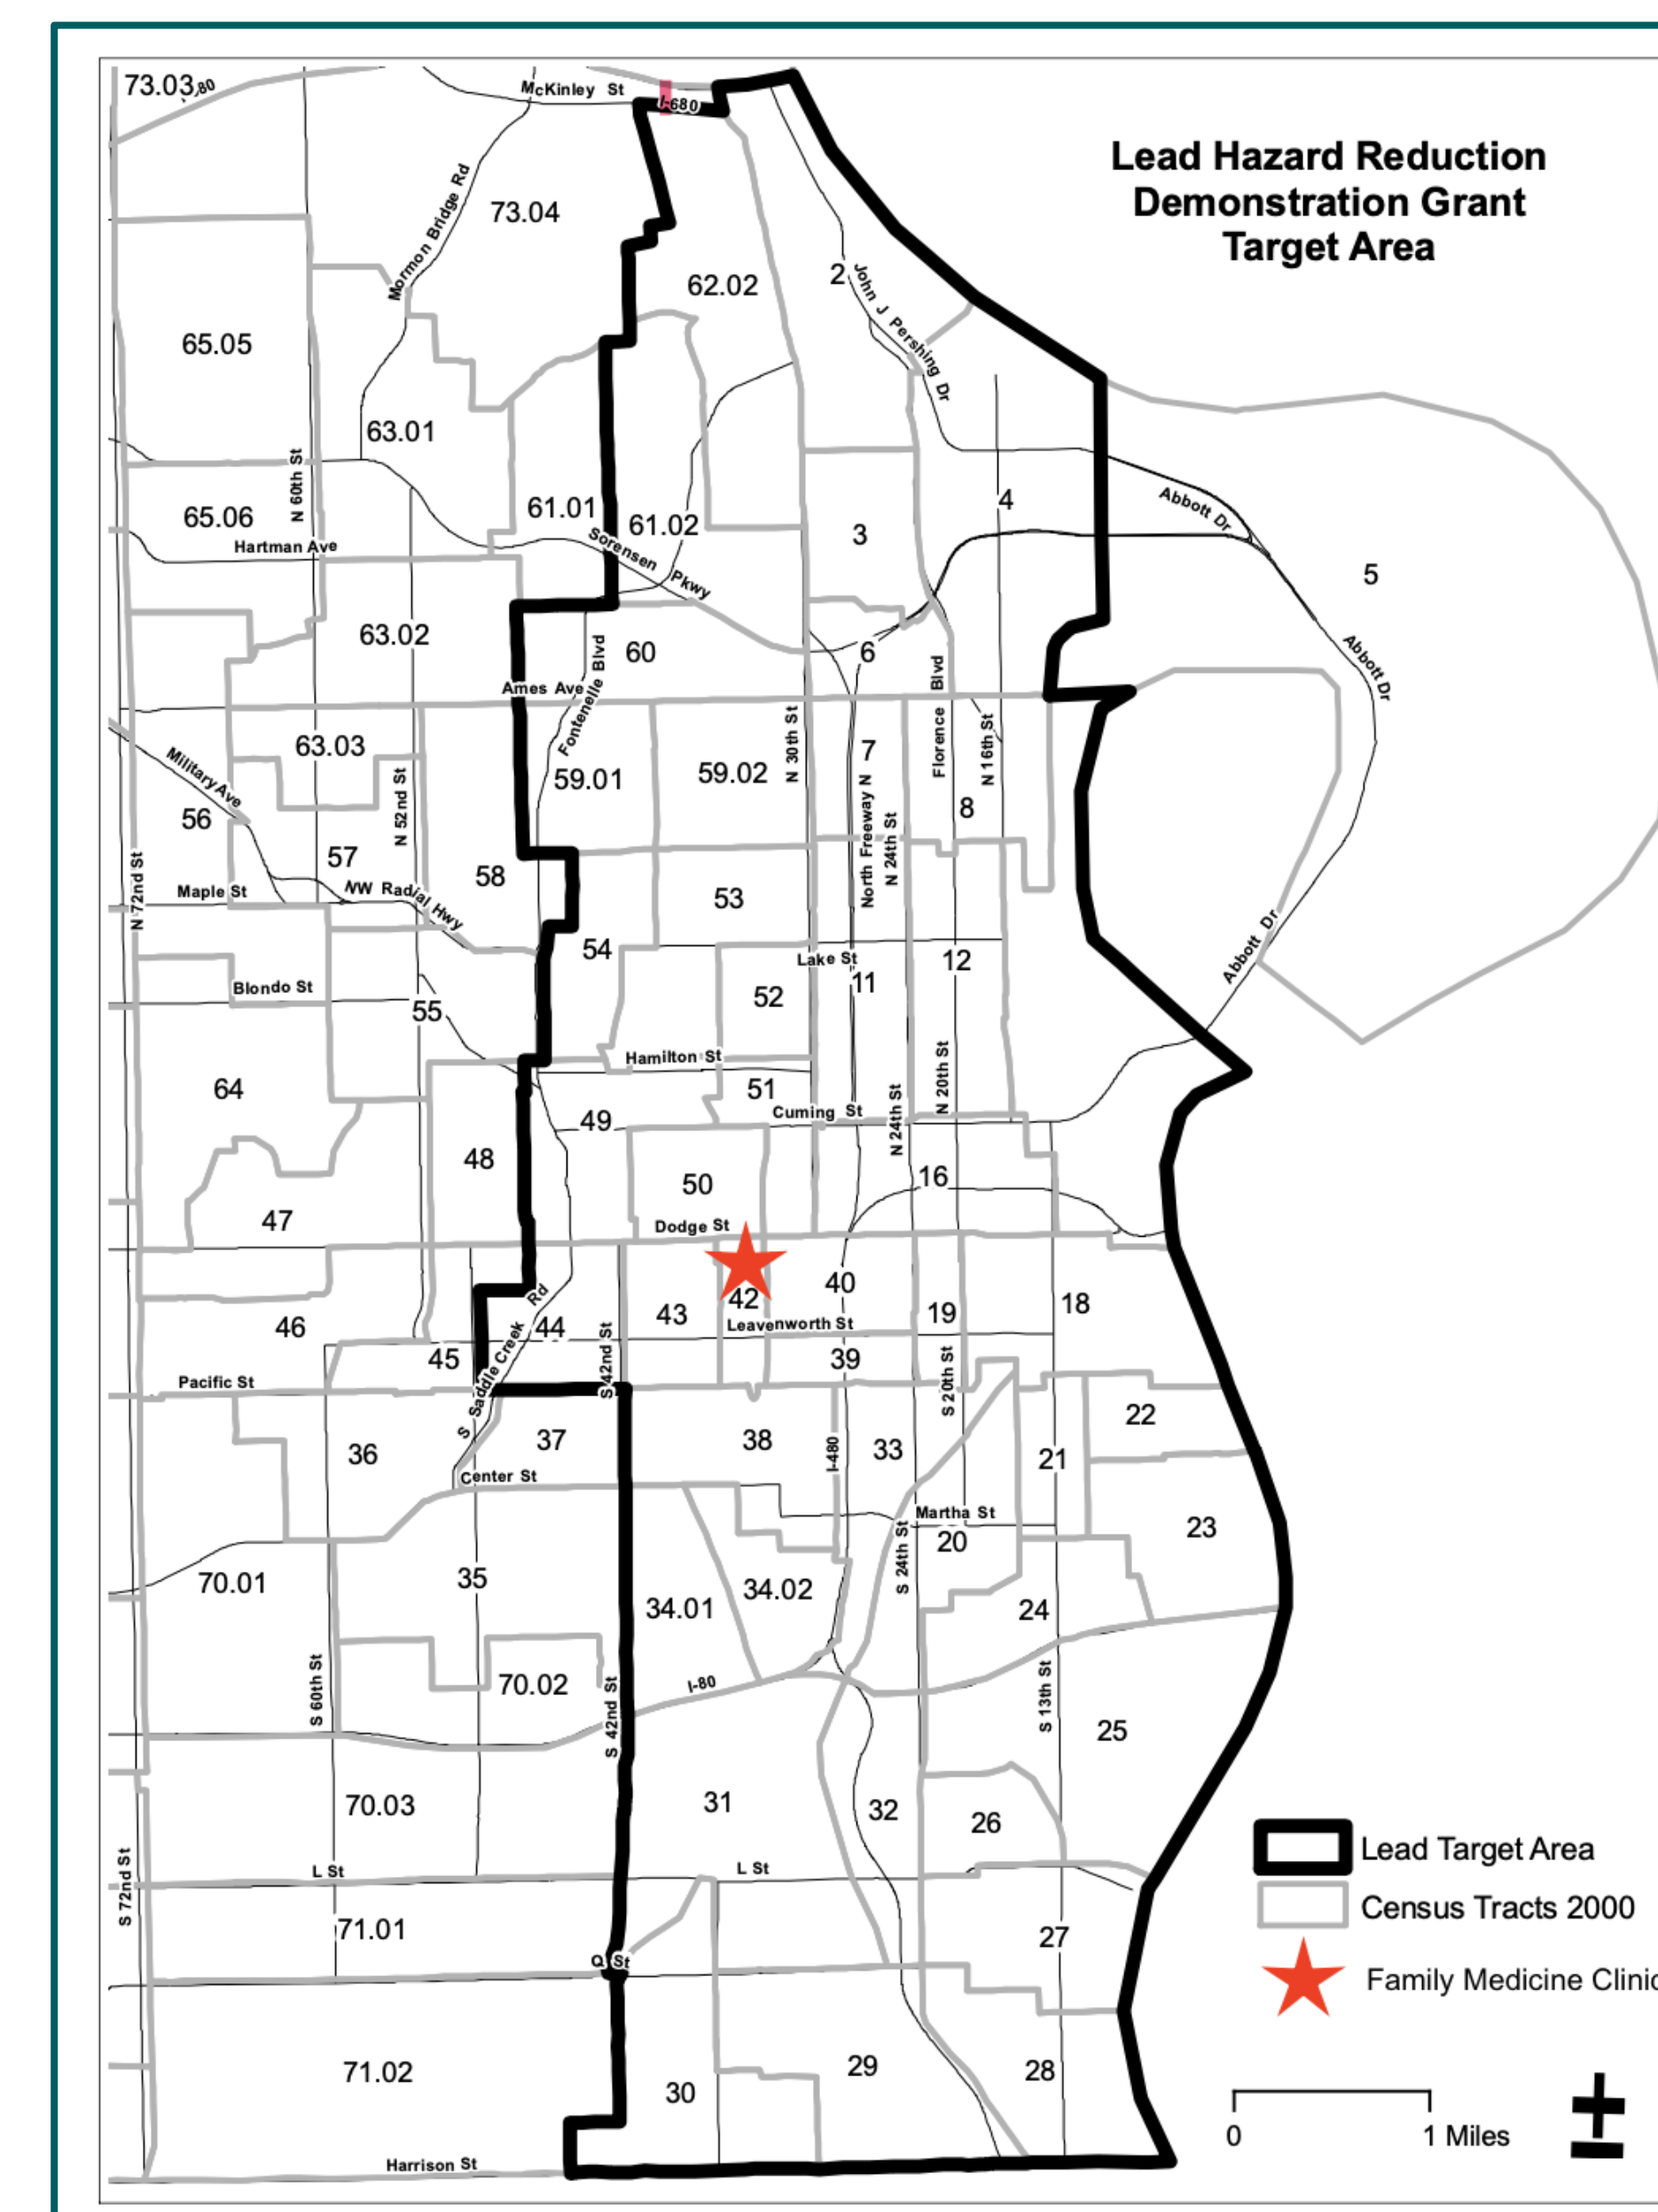 73.03
I-80
McKinley St
I-680
Lead Hazard Reduction
Demonstration Grant
Target Area
Mormon Bridge Rd
73.04
62.02
2
John J Pershing Dr
65.05
63.01
N 60th St
65.06
61.01
61.02
3
4
Abbott Dr
Hartman Ave
Sorensen Pkwy
5
63.02
60
6
Abbott Dr
Ames Ave
Fontenelle Blvd
Florence Blvd
63.03
Military Ave
59.01
59.02
N 30th St
7
N 16th St
N 52nd St
North Freeway N
8
56
57
58
N 24th St
N 72nd St
Maple St
NW Radial Hwy
53
54
Lake St
12
Abbott Dr
Blondo St
52
11
55
Hamilton St
64
51
N 20th St
Cuming St
49
N 24th St
48
50
16
47
Dodge St
40
42
43
19
18
46
44
Leavenworth St
S Saddle Creek Rd
45
S 42nd St
39
Pacific St
S 20th St
22
36
37
38
I-480
33
21
Center St
Martha St
23
20
70.01
35
34.01
34.02
S 24th St
24
S 60th St
70.02
I-80
S 42nd St
S 13th St
25
70.03
31
32
26
Lead Target Area
L St
L St
S 72nd St
Census Tracts 2000
71.01
27
Q St
Family Medicine Clinic
71.02
30
29
28
0
1 Miles
Harrison St